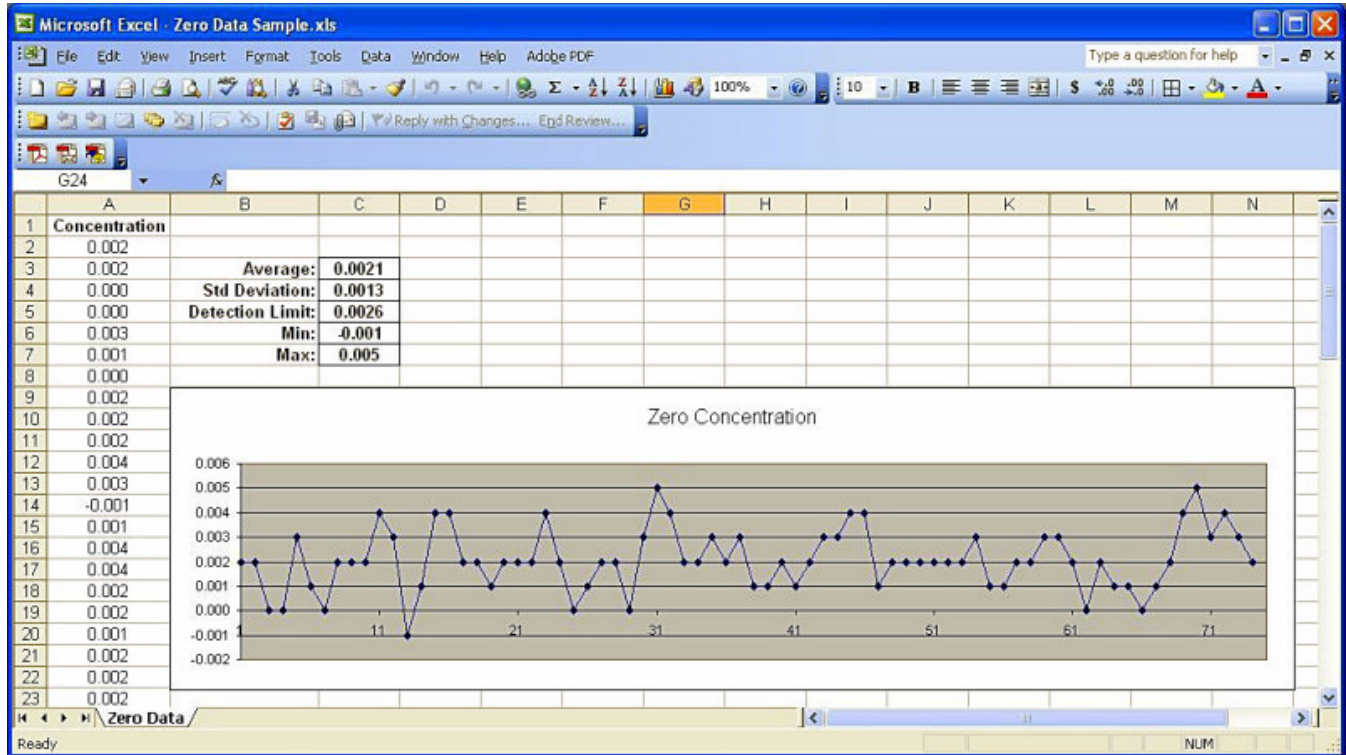 Microsoft Excel - Zero Data Sample.xls
File Edit View Insert Format Tools Data Window Help Adobe PDF Type a question for help
100% 10 B $ A
Reply with Changes... End Review...
G24 fx
A B C D E F G H I J K L M N
1 Concentration
2 0.002
3 0.002 Average: 0.0021
4 0.000 Std Deviation: 0.0013
5 0.000 Detection Limit: 0.0026
6 0.003 Min: -0.001
7 0.001 Max: 0.005
8 0.000
9 0.002
10 0.002
11 0.002
12 0.004
13 0.003
14 -0.001
15 0.001
16 0.004
17 0.004
18 0.002
19 0.002
20 0.001
21 0.002
22 0.002
23 0.002
Zero Concentration
0.006
0.005
0.004
0.003
0.002
0.001
0.000
-0.001
-0.002
1 11 21 31 41 51 61 71
Zero Data
Ready NUM